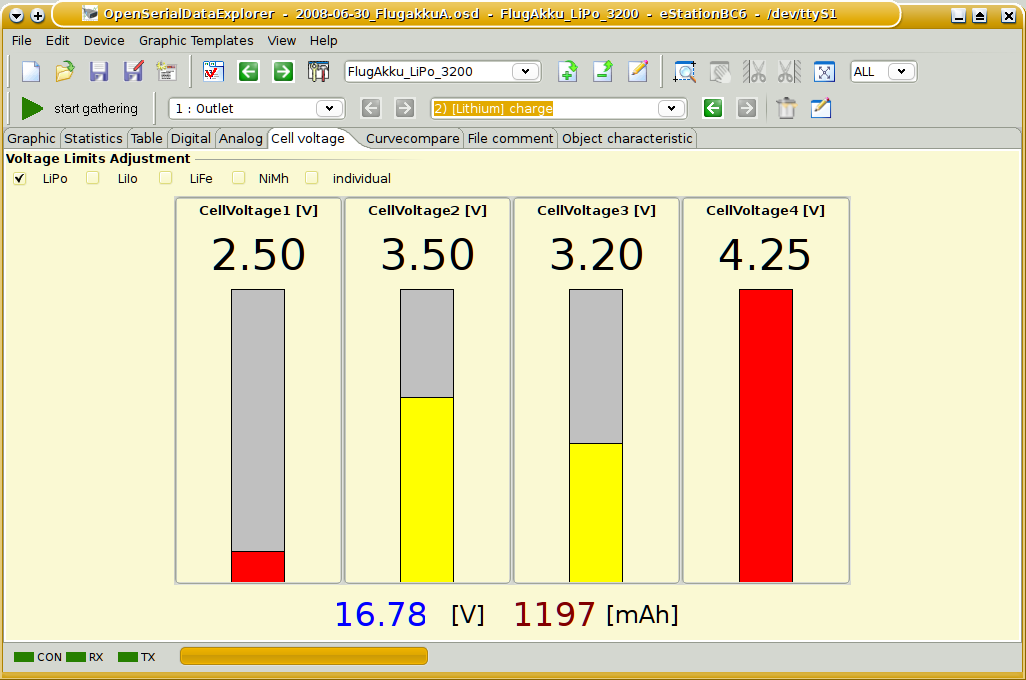 OpenSerialDataExplorer - 2008-06-30_FlugakkuA.osd - FlugAkku_LiPo_3200 - eStationBC6 - /dev/ttyS1
File Edit Device Graphic Templates View Help
FlugAkku_LiPo_3200 ALL
start gathering 1 : Outlet 2) [Lithium] charge
Graphic Statistics Table Digital Analog Cell voltage Curvecompare File comment Object characteristic
Voltage Limits Adjustment
LiPo LiIo LiFe NiMh individual
CellVoltage1 [V] CellVoltage2 [V] CellVoltage3 [V] CellVoltage4 [V]
2.50 3.50 3.20 4.25
16.78 [V] 1197 [mAh]
CON RX TX